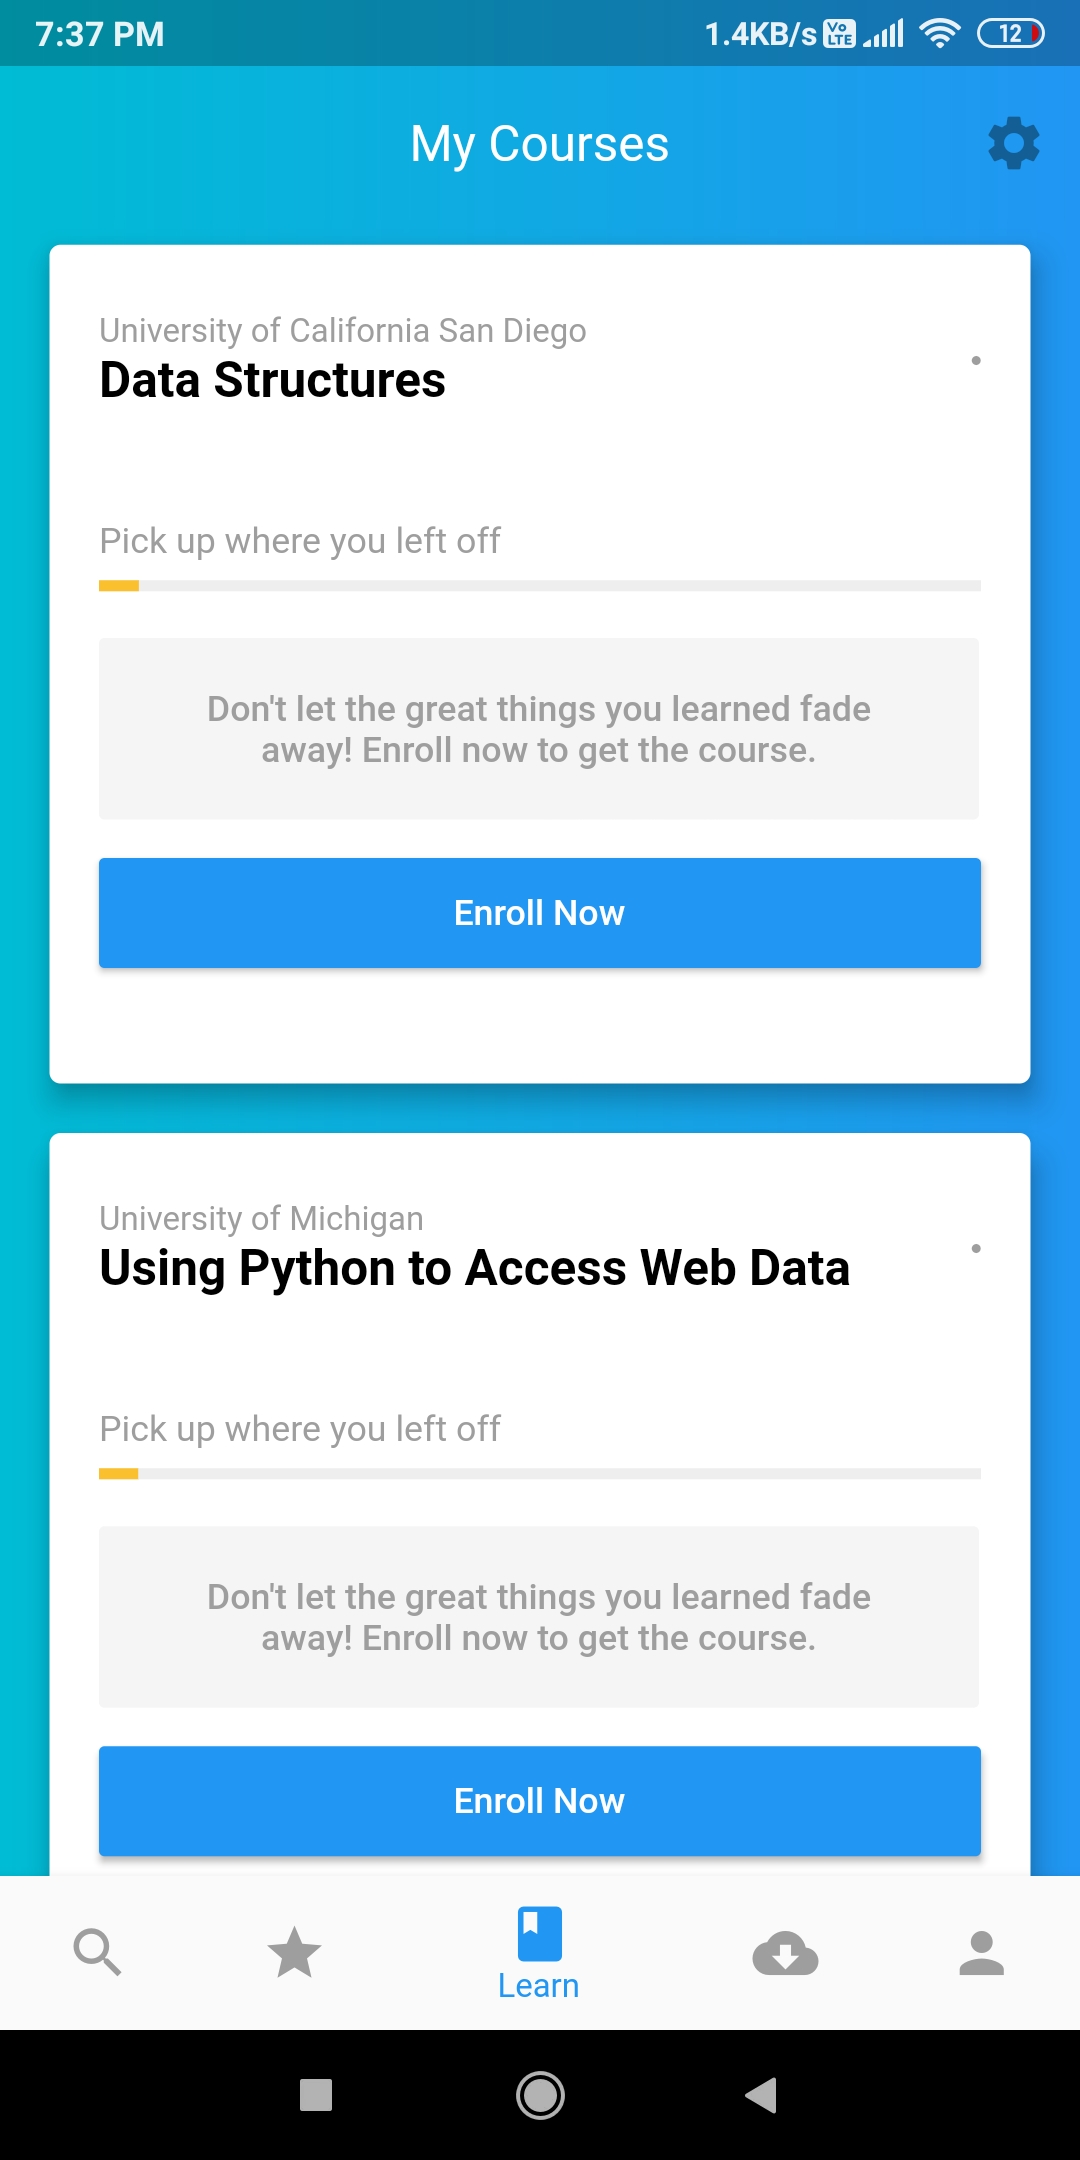 7:37 PM 1.4KB/s Vo LTE 12
My Courses
University of California San Diego
Data Structures
Pick up where you left off
Don't let the great things you learned fade
away! Enroll now to get the course.
Enroll Now
University of Michigan
Using Python to Access Web Data
Pick up where you left off
Don't let the great things you learned fade
away! Enroll now to get the course.
Enroll Now
Learn